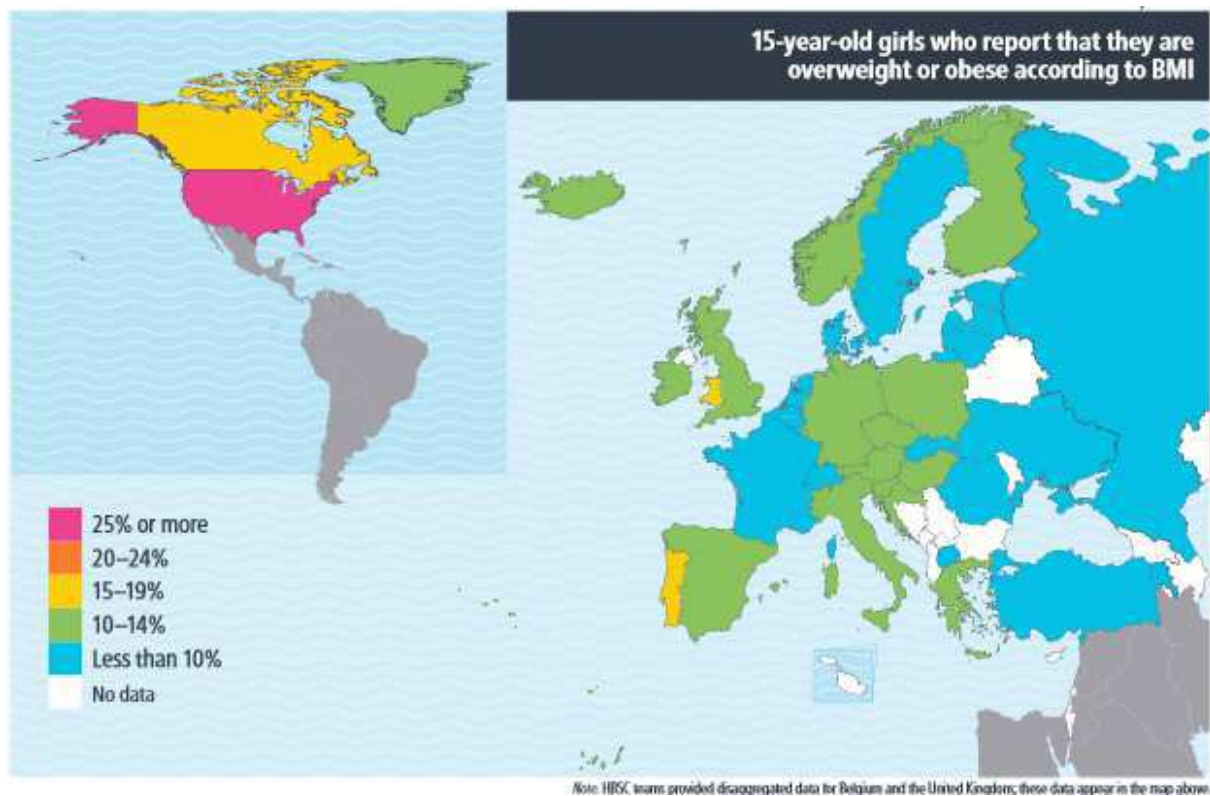 15-year-old girls who report that they are
overweight or obese according to BMI
25% or more
20–24%
15–19%
10–14%
Less than 10%
No data
Note. HBSC teams provided disaggregated data for Belgium and the United Kingdom; these data appear in the map above.